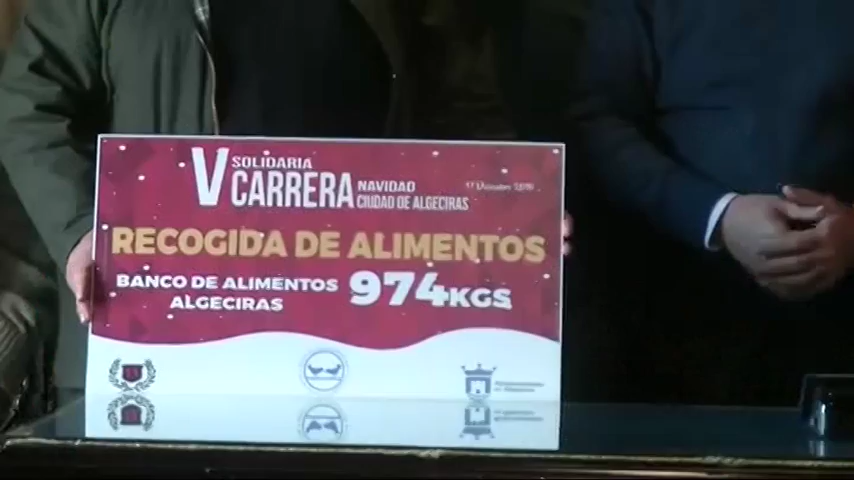 V SOLIDARIA
CARRERA NAVIDAD
CIUDAD DE ALGECIRAS
RECOGIDA DE ALIMENTOS
BANCO DE ALIMENTOS
ALGECIRAS
974KGS